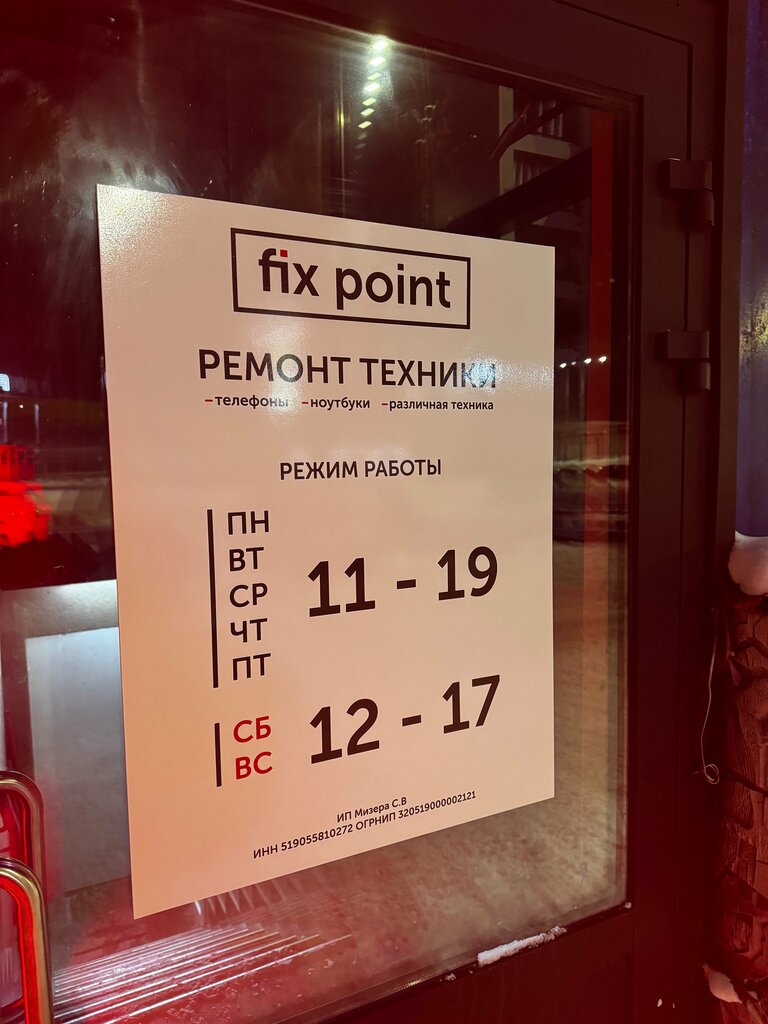 fix point
РЕМОНТ ТЕХНИКИ
–телефоны –ноутбуки –различная техника
РЕЖИМ РАБОТЫ
ПН
ВТ
СР
ЧТ
ПТ
11 - 19
СБ
ВС
12 - 17
ИП Мизера С.В
ИНН 519055810272 ОГРНИП 320519000002121